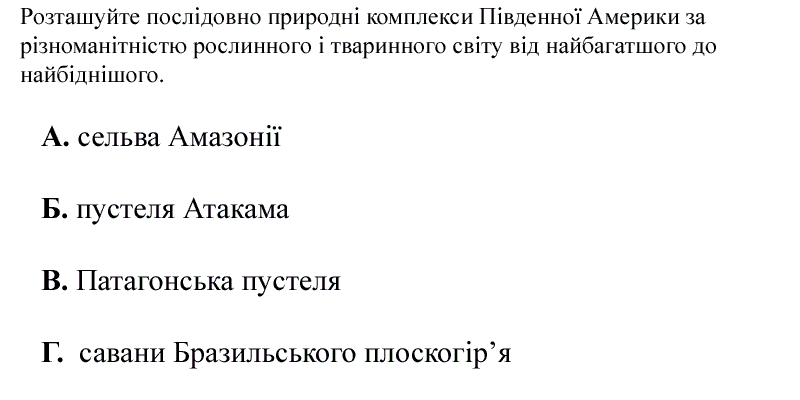 Розташуйте послідовно природні комплекси Південної Америки за
різноманітністю рослинного і тваринного світу від найбагатшого до
найбіднішого.
А. сельва Амазонії
Б. пустеля Атакама
В. Патагонська пустеля
Г. савани Бразильського плоскогір’я